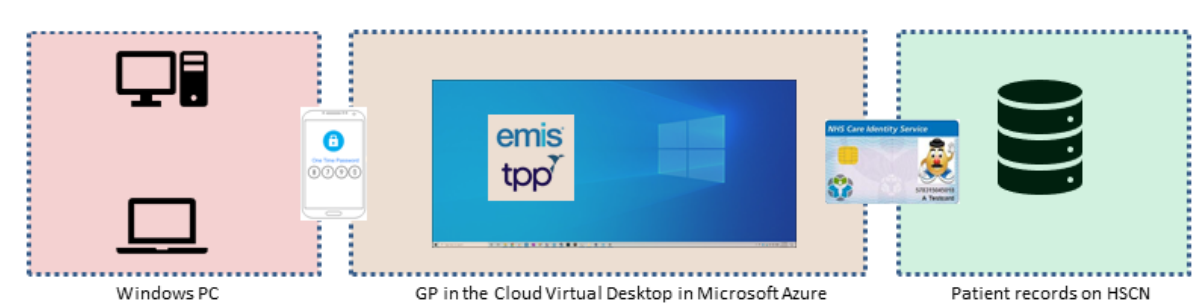 One Time Password
emis
tpp
NHS Care Identity Service
A Testcard
Windows PC
GP in the Cloud Virtual Desktop in Microsoft Azure
Patient records on HSCN